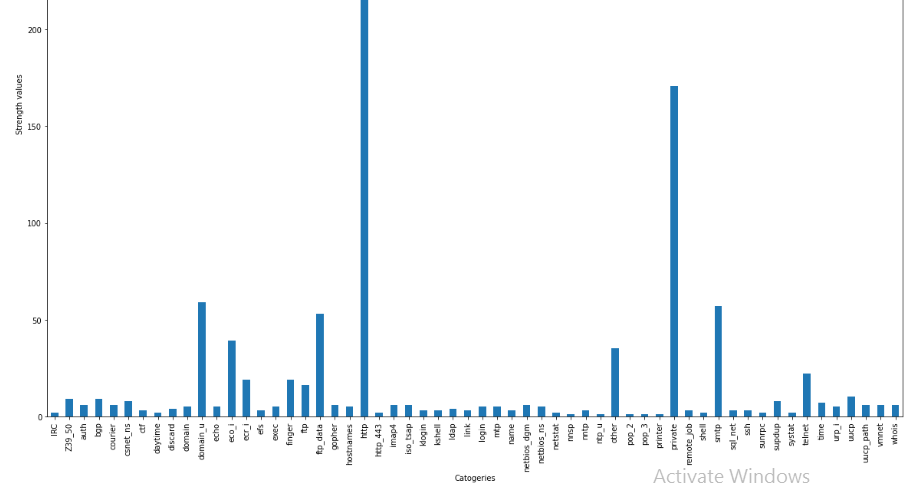 200
150
100
50
0
Strength values
IRC
Z39_50
auth
bgp
courier
csnet_ns
ctf
daytime
discard
domain
domain_u
echo
eco_i
ecr_i
efs
exec
finger
ftp
ftp_data
gopher
hostnames
http
http_443
imap4
iso_tsap
klogin
kshell
ldap
link
login
mtp
name
netbios_dgm
netbios_ns
netstat
nnsp
nntp
ntp_u
other
pop_2
pop_3
printer
private
remote_job
shell
smtp
sql_net
ssh
sunrpc
supdup
systat
telnet
time
urp_i
uucp
uucp_path
vmnet
whois
Catogeries
Activate Windows